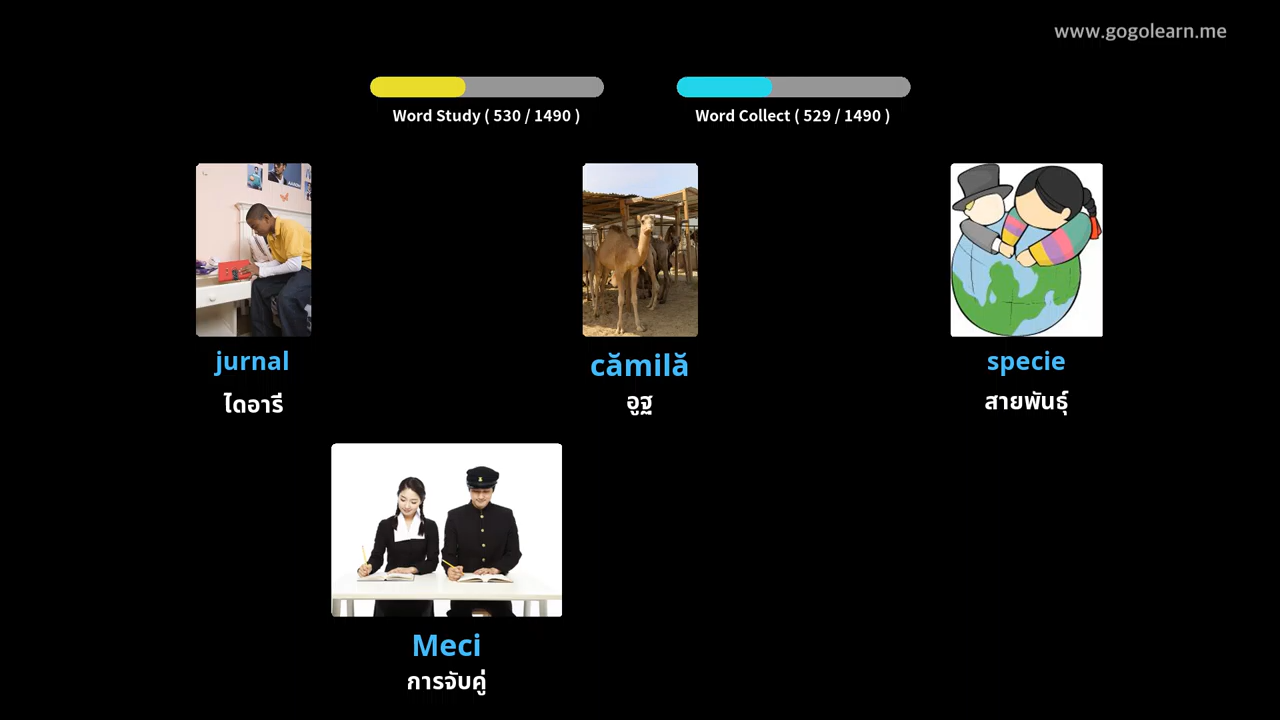 www.gogolearn.me
Word Study ( 530 / 1490 )
Word Collect ( 529 / 1490 )
jurnal
ไดอารี
cămilă
อูฐ
specie
สายพันธุ์
Meci
การจับคู่